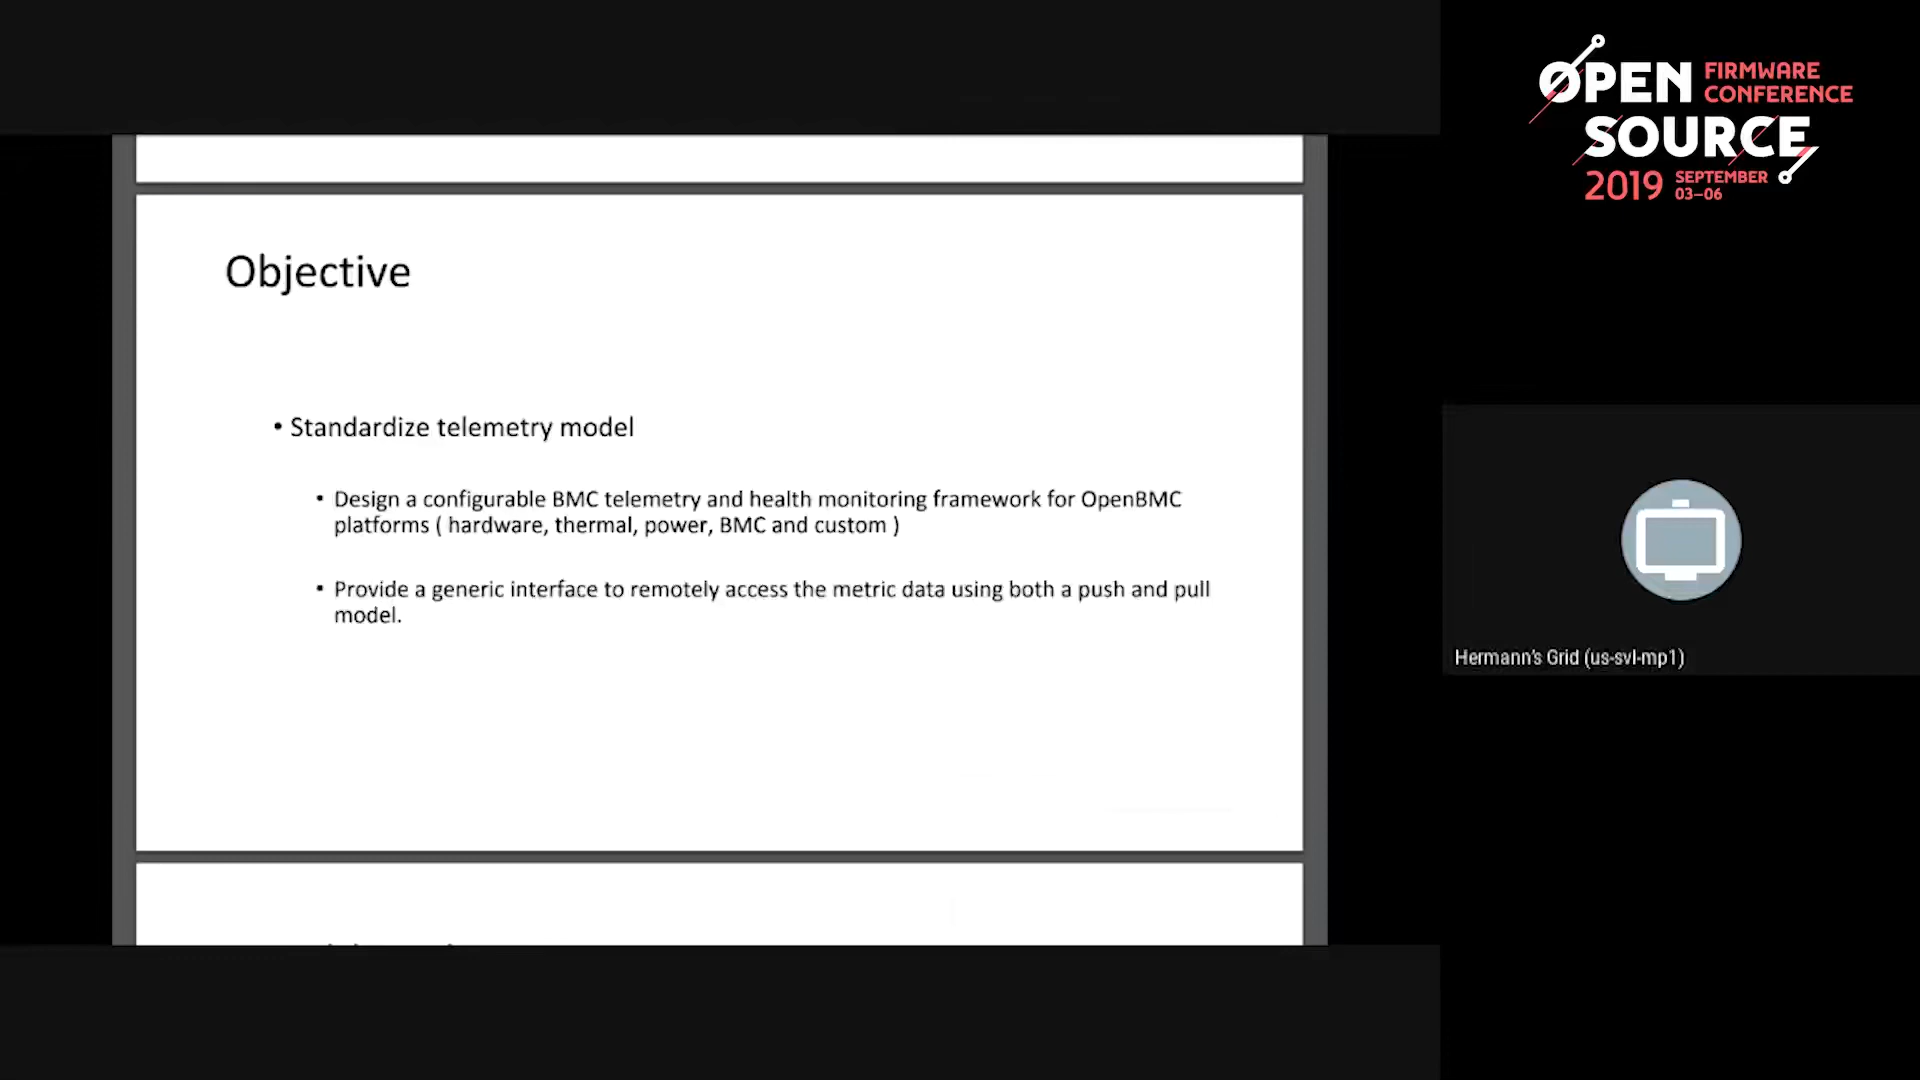 Objective
• Standardize telemetry model
• Design a configurable BMC telemetry and health monitoring framework for OpenBMC
platforms ( hardware, thermal, power, BMC and custom )
• Provide a generic interface to remotely access the metric data using both a push and pull
model.
OPEN FIRMWARE
CONFERENCE
SOURCE
2019 SEPTEMBER
03–06
Hermann's Grid (us-svl-mp1)